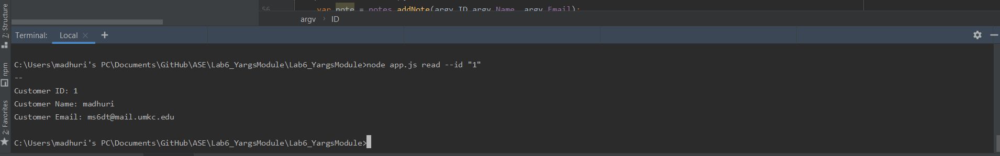 56 var note = notes.addNote(argv.ID,argv.Name, argv.Email);
argv › ID
Z: Structure
npm
2: Favorites
Terminal: Local × +
C:\Users\madhuri's PC\Documents\GitHub\ASE\Lab6_YargsModule\Lab6_YargsModule>node app.js read --id "1"
--
Customer ID: 1
Customer Name: madhuri
Customer Email: ms6dt@mail.umkc.edu
C:\Users\madhuri's PC\Documents\GitHub\ASE\Lab6_YargsModule\Lab6_YargsModule>